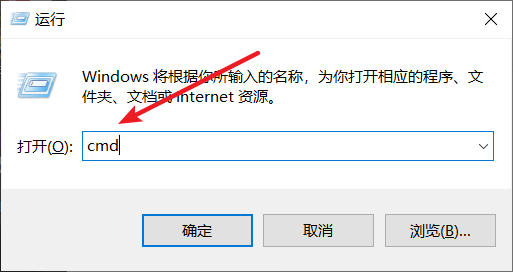 运行
Windows 将根据你所输入的名称，为你打开相应的程序、文
件夹、文档或 Internet 资源。
打开(O): cmd
确定 取消 浏览(B)...